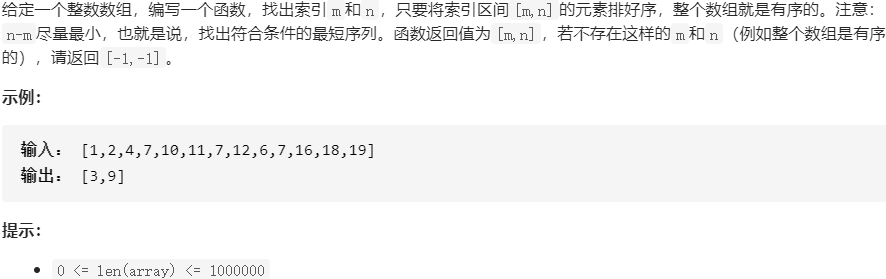 给定一个整数数组，编写一个函数，找出索引m和n，只要将索引区间[m,n]的元素排好序，整个数组就是有序的。注意：
n-m尽量最小，也就是说，找出符合条件的最短序列。函数返回值为[m,n]，若不存在这样的m和n（例如整个数组是有序
的），请返回[-1,-1]。
示例：
输入： [1,2,4,7,10,11,7,12,6,7,16,18,19]
输出： [3,9]
提示：
• 0 <= len(array) <= 1000000